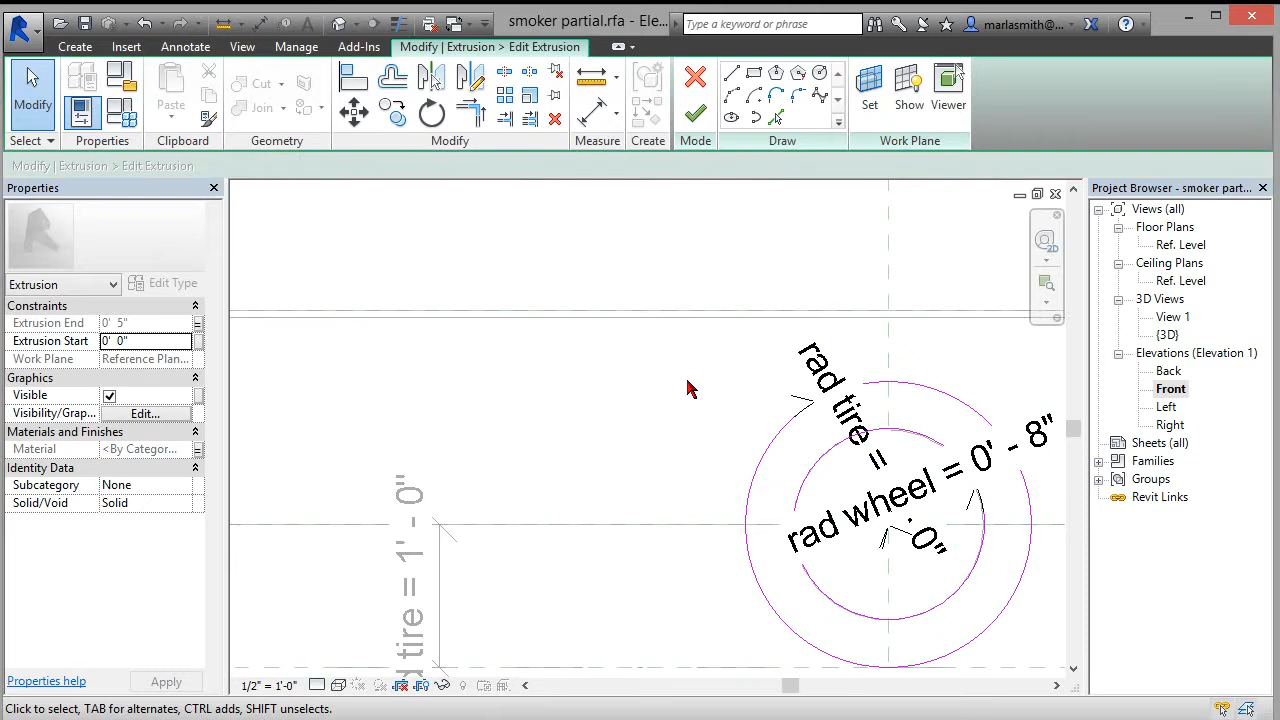 smoker partial.rfa - Ele...
Type a keyword or phrase
marlasmith@...
Create Insert Annotate View Manage Add-Ins Modify | Extrusion > Edit Extrusion
Modify
Paste
Cut
Join
Set
Show
Viewer
Select Properties Clipboard Geometry Modify Measure Create Mode Draw Work Plane
Modify | Extrusion > Edit Extrusion
Properties
Extrusion
Edit Type
Constraints
Extrusion End 0' 5"
Extrusion Start 0' 0"
Work Plane Reference Plan...
Graphics
Visible
Visibility/Grap... Edit...
Materials and Finishes
Material <By Categor...
Identity Data
Subcategory None
Solid/Void Solid
Properties help
Apply
2D
rad tire =
0"
rad wheel = 0' - 8"
d tire = 1' - 0"
1/2" = 1'-0"
Project Browser - smoker part...
Views (all)
Floor Plans
Ref. Level
Ceiling Plans
Ref. Level
3D Views
View 1
{3D}
Elevations (Elevation 1)
Back
Front
Left
Right
Sheets (all)
Families
Groups
Revit Links
Click to select, TAB for alternates, CTRL adds, SHIFT unselects.